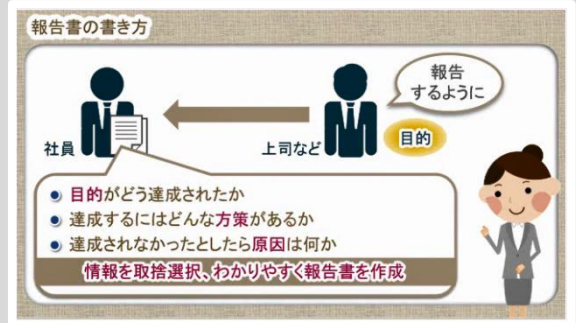 報告書の書き方
報告
するように
社員
上司など
目的
目的がどう達成されたか
達成するにはどんな方策があるか
達成されなかったとしたら原因は何か
情報を取捨選択、わかりやすく報告書を作成